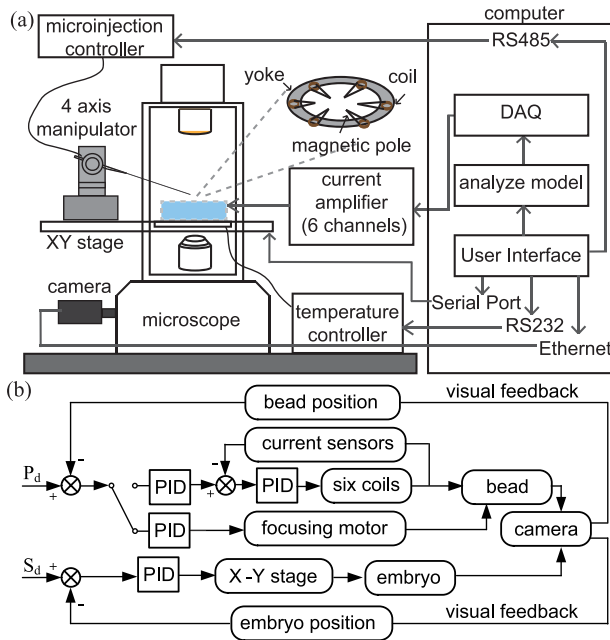 (a)
computer
microinjection
controller
RS485
yoke
coil
4 axis
manipulator
DAQ
magnetic pole
current
amplifier
(6 channels)
analyze model
XY stage
User Interface
camera
Serial Port
microscope
temperature
controller
RS232
Ethernet
(b)
bead position
visual feedback
-
current sensors
-
Pd
+
PID
+
PID
six coils
bead
PID
focusing motor
camera
Sd
+
PID
X-Y stage
embryo
-
embryo position
visual feedback